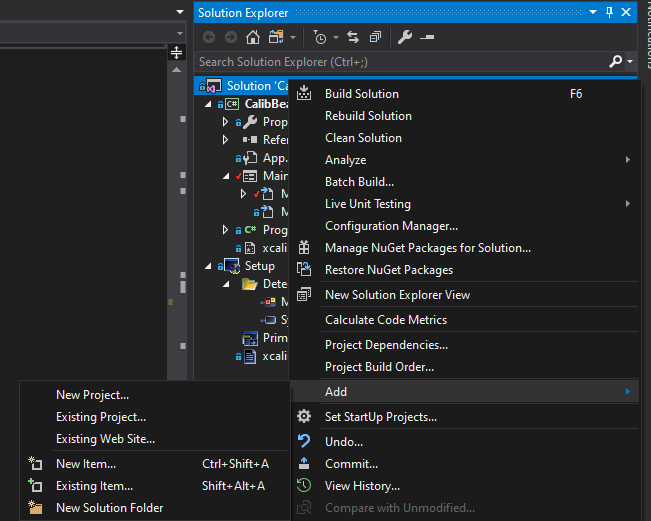 Solution Explorer
Search Solution Explorer (Ctrl+;)
Solution 'Ca
C# CalibBea
Prop
Refe
App.
Main
M
M
C# Prog
xcali
Setup
Dete
M
Sy
Prim
xcali
Build Solution F6
Rebuild Solution
Clean Solution
Analyze
Batch Build...
Live Unit Testing
Configuration Manager...
Manage NuGet Packages for Solution...
Restore NuGet Packages
New Solution Explorer View
Calculate Code Metrics
Project Dependencies...
Project Build Order...
Add
Set StartUp Projects...
Undo...
Commit...
View History...
Compare with Unmodified...
New Project...
Existing Project...
Existing Web Site...
New Item... Ctrl+Shift+A
Existing Item... Shift+Alt+A
New Solution Folder